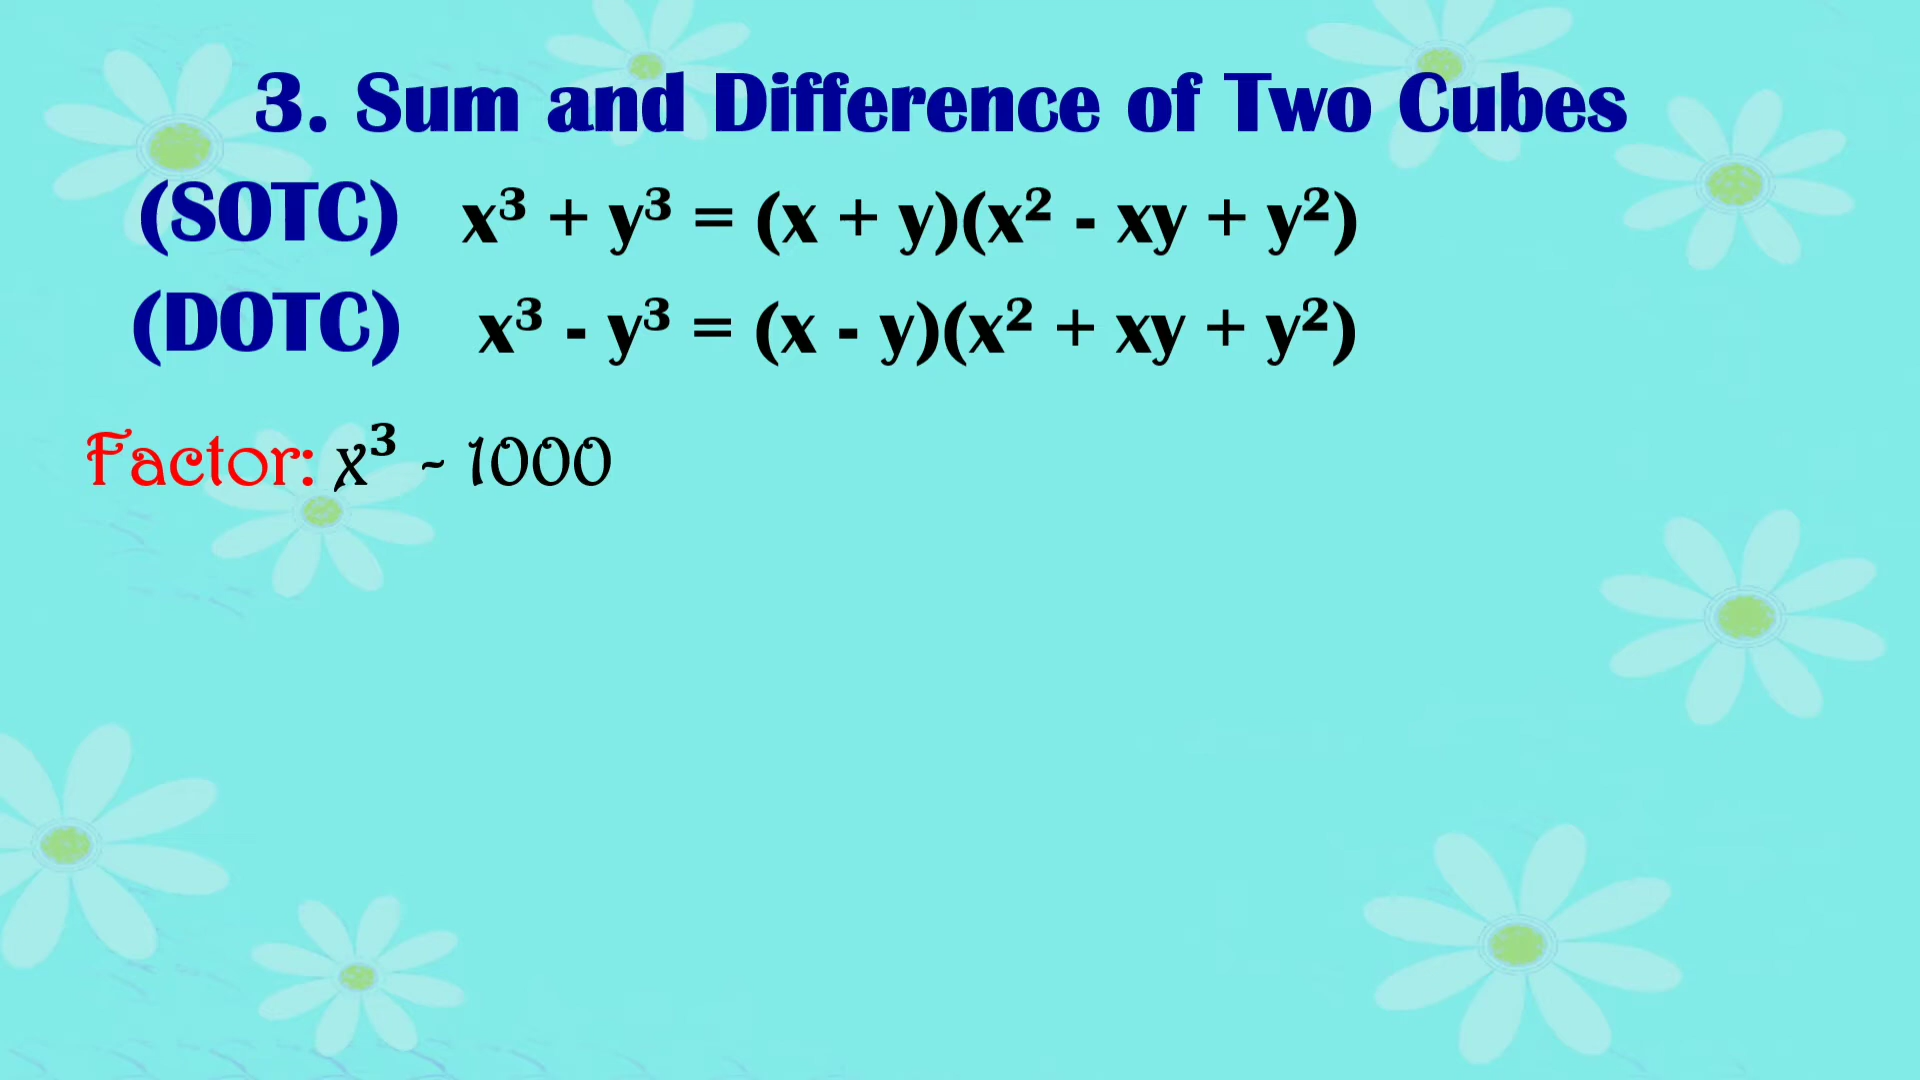 3. Sum and Difference of Two Cubes
(SOTC) x³ + y³ = (x + y)(x² - xy + y²)
(DOTC) x³ - y³ = (x - y)(x² + xy + y²)
Factor: x³ - 1000